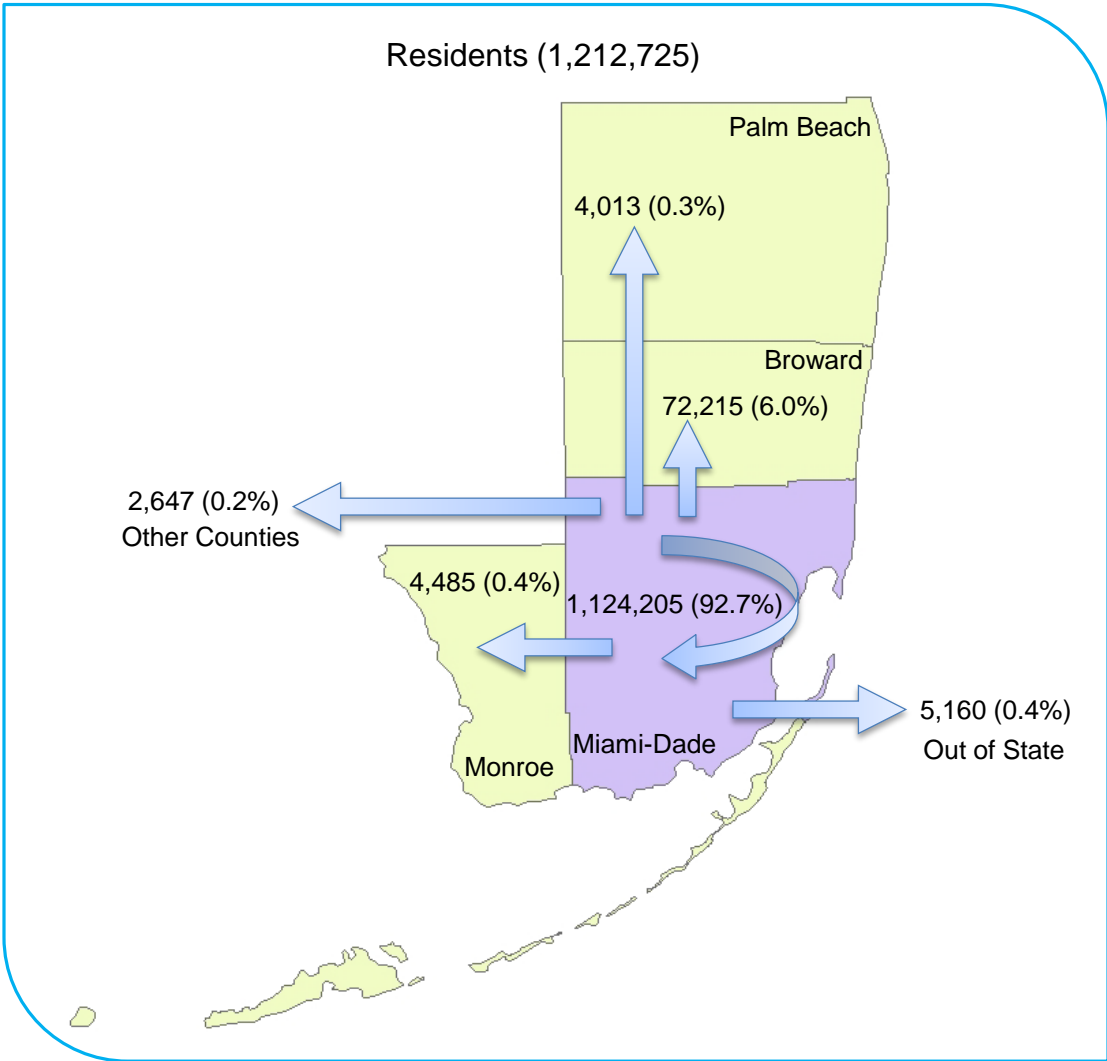 Residents (1,212,725)
Palm Beach
4,013 (0.3%)
Broward
72,215 (6.0%)
2,647 (0.2%)
Other Counties
4,485 (0.4%)
1,124,205 (92.7%)
5,160 (0.4%)
Out of State
Miami-Dade
Monroe